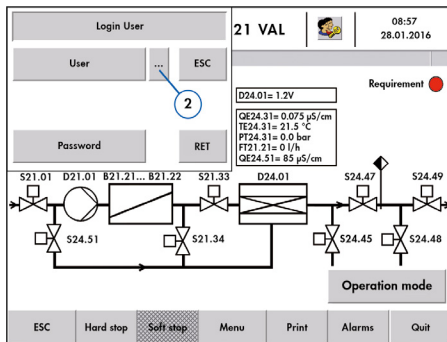 Login User
21 VAL
08:57
28.01.2016
User
...
ESC
Requirement
2
D24.01= 1.2V
QE24.31= 0.075 µS/cm
TE24.31= 21.5 °C
PT24.31= 0.0 bar
FT21.21= 0 l/h
QE24.51= 85 µS/cm
Password
RET
S21.01 D21.01 B21.21... B21.22 S21.33 D24.01 S24.47 S24.49
S24.51 S21.34 S24.45 S24.48
Operation mode
ESC Hard stop Soft stop Menu Print Alarms Quit